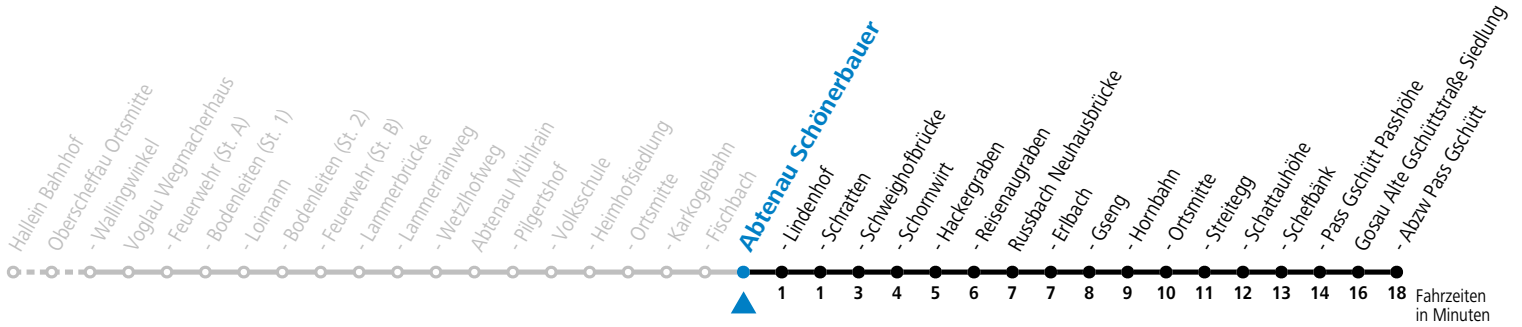 Hallein Bahnhof
Oberscheffau Ortsmitte
- Wallingwinkel
Voglau Wegmacherhaus
- Feuerwehr (St. A)
- Bodenleiten (St. 1)
- Loimann
- Bodenleiten (St. 2)
- Feuerwehr (St. B)
- Lammerbrücke
- Lammerrainweg
- Wetzlhofweg
Abtenau Mühlrain
- Pilgertshof
- Volksschule
- Heimhofsiedlung
- Ortsmitte
- Karkogelbahn
- Fischbach
Abtenau Schönerbauer
- Lindenhof
- Schratten
- Schweighofbrücke
- Schornwirt
- Hackergraben
- Reisenaugraben
Russbach Neuhausbrücke
- Erlbach
- Gseng
- Hornbahn
- Ortsmitte
- Streitegg
- Schattauhöhe
- Schefbänk
- Pass Gschütt Passhöhe
Gosau Alte Gschüttstraße Siedlung
- Abzw Pass Gschütt
1 1 3 4 5 6 7 7 8 9 10 11 12 13 14 16 18 Fahrzeiten
in Minuten